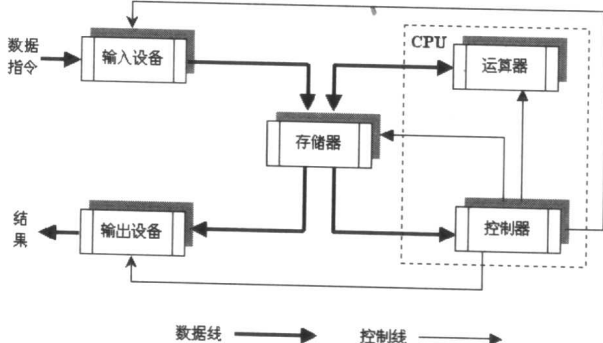 CPU
数据
指令
输入设备
运算器
存储器
结
果
输出设备
控制器
数据线
控制线